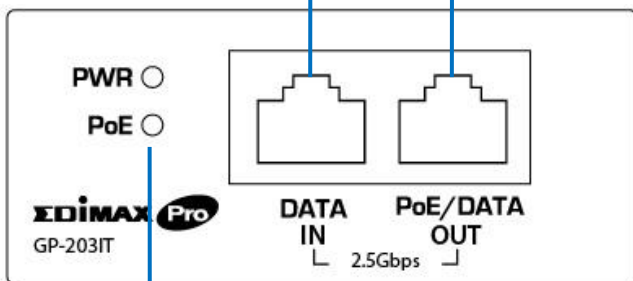 PWR
PoE
EDIMAX Pro
GP-203IT
DATA
IN
PoE/DATA
OUT
2.5Gbps